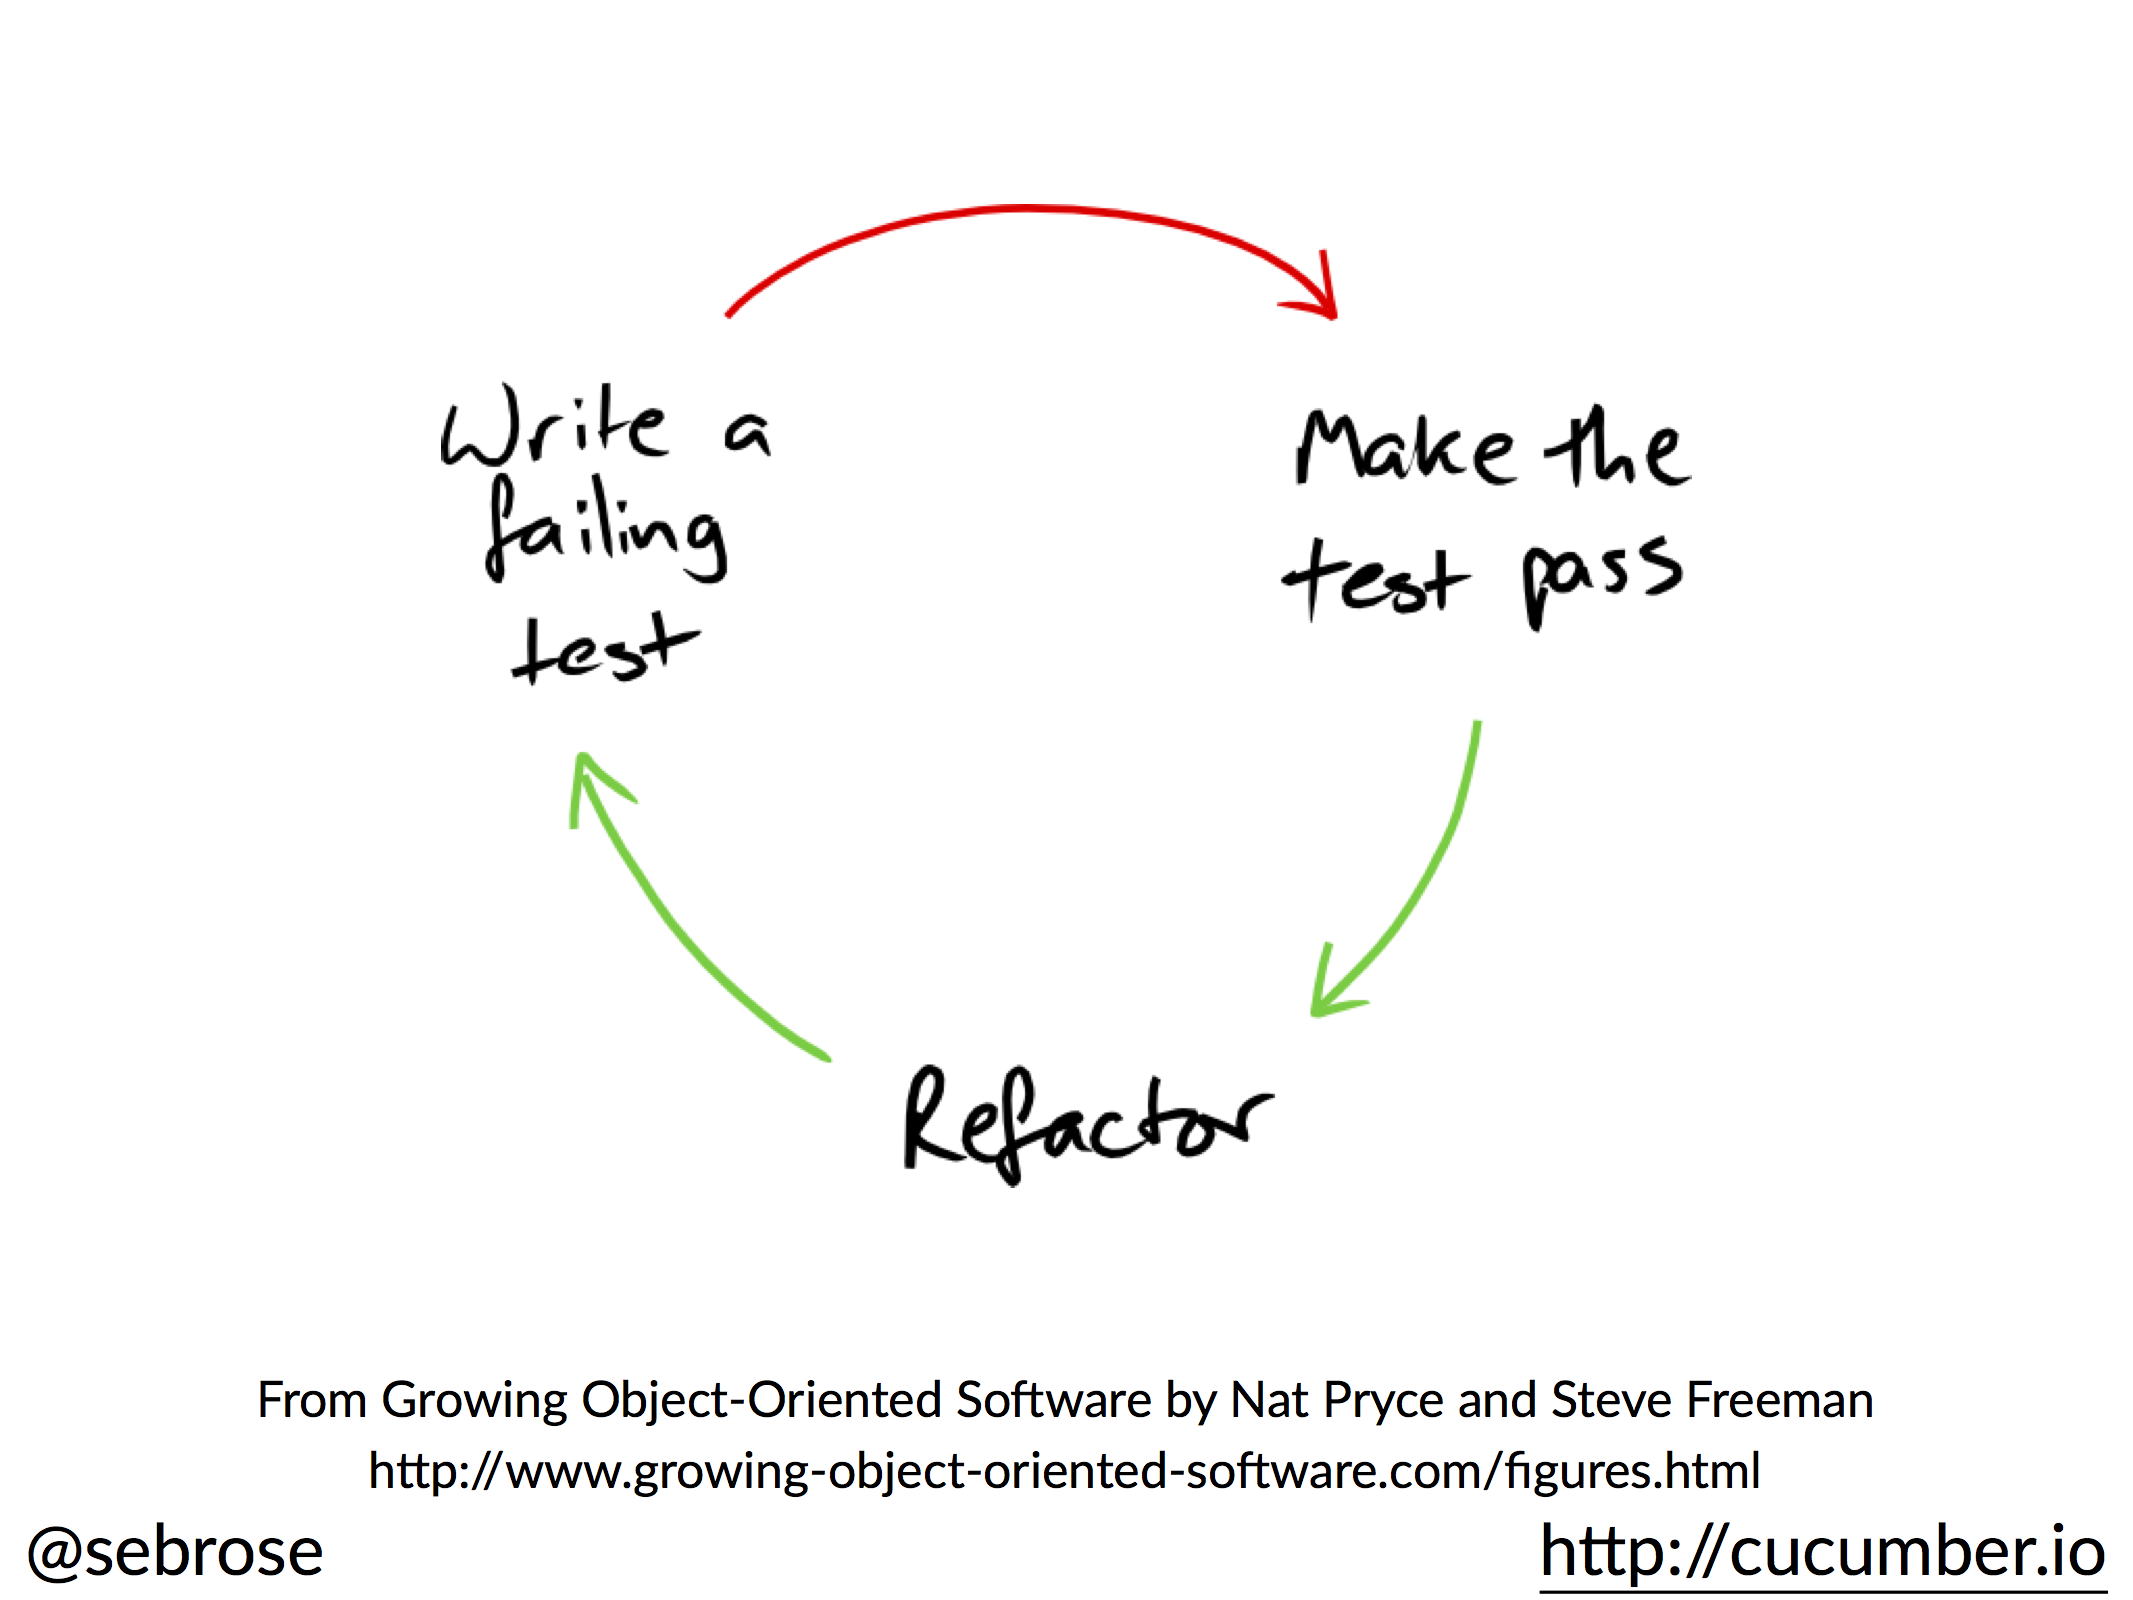 Write a
failing
test
Make the
test pass
Refactor
From Growing Object-Oriented Software by Nat Pryce and Steve Freeman
http://www.growing-object-oriented-software.com/figures.html
@sebrose
http://cucumber.io